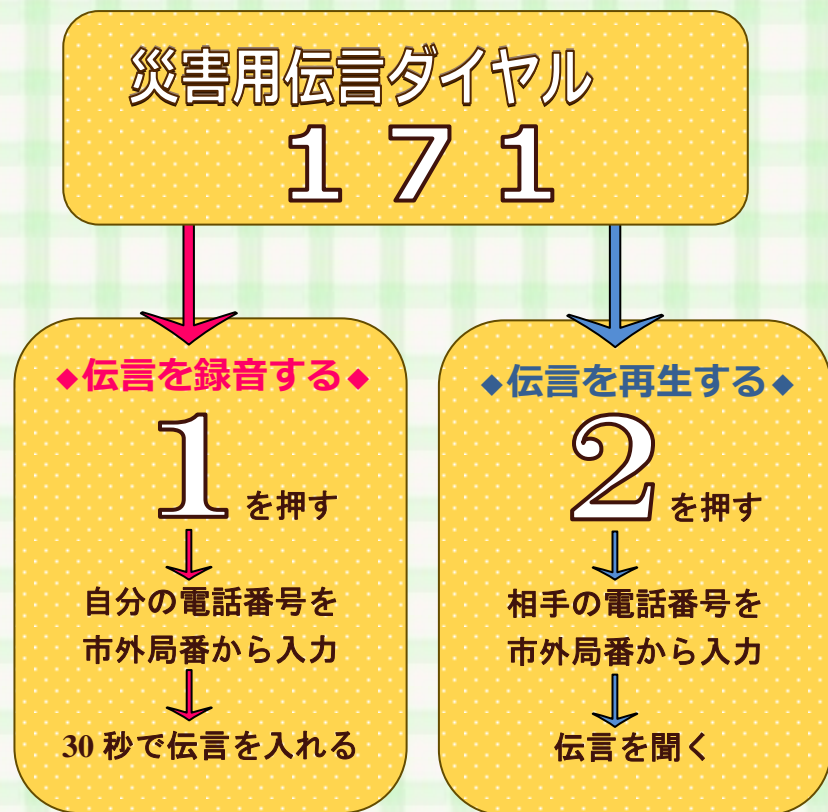 災害用伝言ダイヤル
１７１
◆伝言を録音する◆
1を押す
自分の電話番号を
市外局番から入力
30秒で伝言を入れる
◆伝言を再生する◆
2を押す
相手の電話番号を
市外局番から入力
伝言を聞く